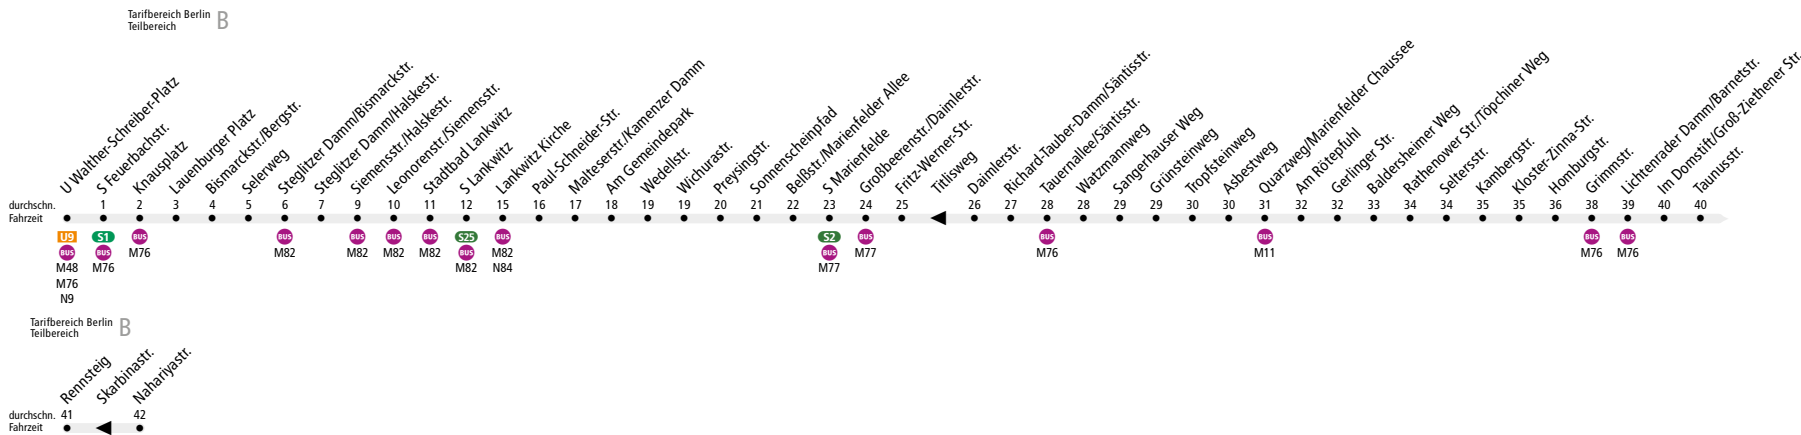 Tarifbereich Berlin
Teilbereich
B
U Walther-Schreiber-Platz
S Feuerbachstr.
Knausplatz
Lauenburger Platz
Bismarckstr./Bergstr.
Selerweg
Steglitzer Damm/Bismarckstr.
Steglitzer Damm/Halskestr.
Siemensstr./Halskestr.
Leonorenstr./Siemensstr.
Stadtbad Lankwitz
S Lankwitz
Lankwitz Kirche
Paul-Schneider-Str.
Malteserstr./Kamenzer Damm
Am Gemeindepark
Wedellstr.
Wichurastr.
Preysingstr.
Sonnenscheinpfad
Belßstr./Marienfelder Allee
S Marienfelde
Großbeerenstr./Daimlerstr.
Fritz-Werner-Str.
Titlisweg
Daimlerstr.
Richard-Tauber-Damm/Säntisstr.
Tauernallee/Säntisstr.
Watzmannweg
Sangerhauser Weg
Grünsteinweg
Tropfsteinweg
Asbestweg
Quarzweg/Marienfelder Chaussee
Am Rötepfuhl
Gerlinger Str.
Baldersheimer Weg
Rathenower Str./Töpchiner Weg
Selterstr.
Kambergstr.
Kloster-Zinna-Str.
Homburgstr.
Grimmstr.
Lichtenrader Damm/Barnetstr.
Im Domstift/Groß-Ziethener Str.
Taunusstr.
durchschn. 1 2 3 4 5 6 7 9 10 11 12 15 16 17 18 19 19 20 21 22 23 24 25 26 27 28 28 29 29 30 30 31 32 32 33 34 34 35 35 36 38 39 40 40
Fahrzeit
U9 S1 BUS BUS BUS BUS BUS S25 BUS S2 BUS BUS BUS BUS BUS
BUS BUS M76 M82 M82 M82 M82 BUS M82 BUS M77 M76 M11 M76 M76
M48 M76 M82 N84 M77
M76
N9
Tarifbereich Berlin
Teilbereich
B
Rennsteig
Skarbinastr.
Nahariyastr.
durchschn. 41 42
Fahrzeit